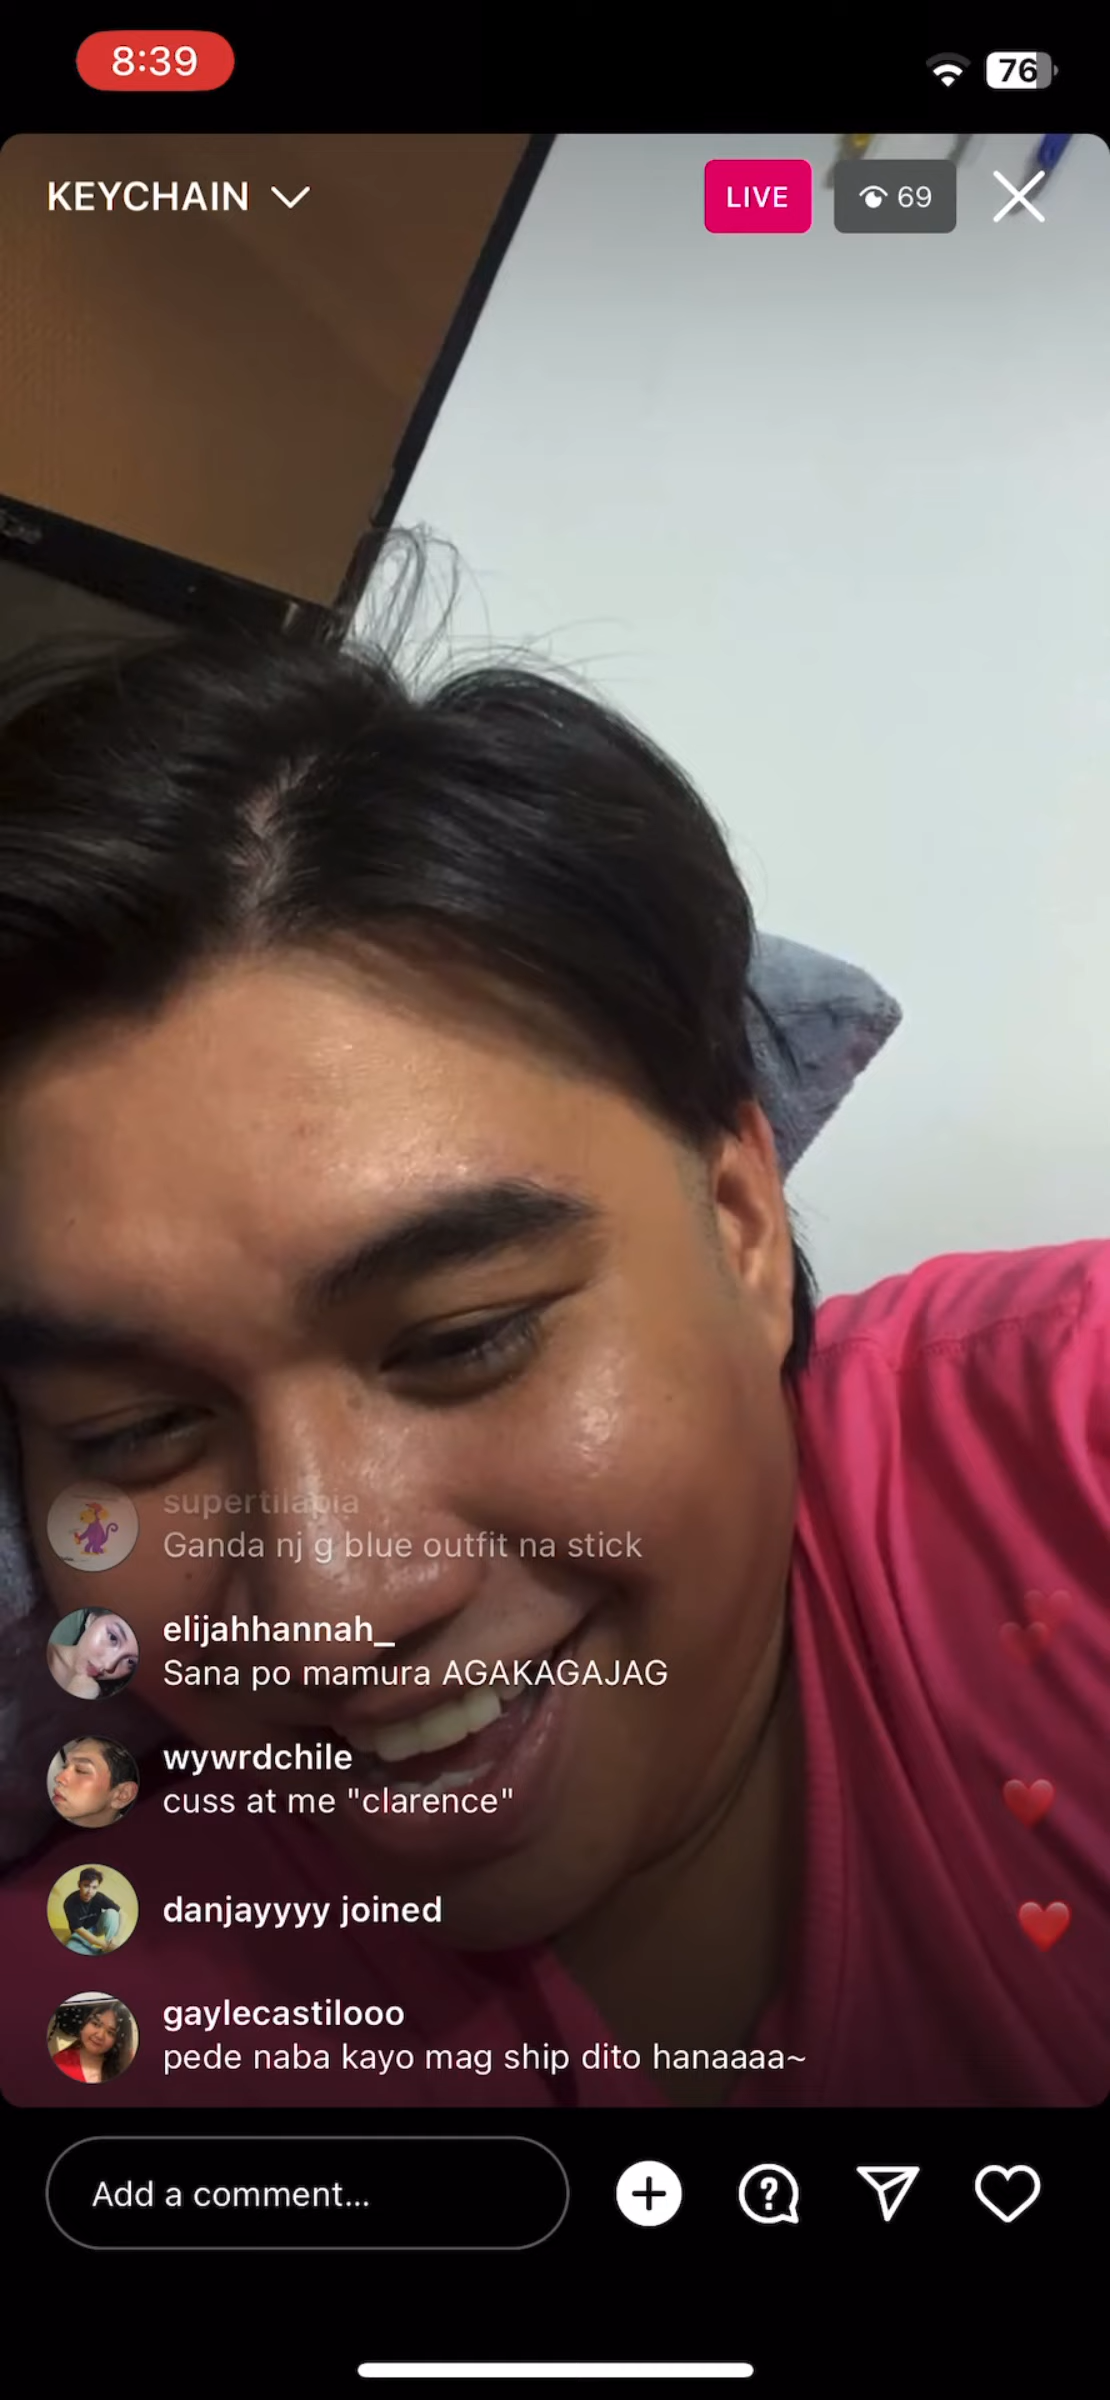 8:39
76
KEYCHAIN
LIVE
69
supertilapia
Ganda nj g blue outfit na stick
elijahhannah_
Sana po mamura AGAKAGAJAG
wywrdchile
cuss at me "clarence"
danjayyyy joined
gaylecastilooo
pede naba kayo mag ship dito hanaaaa~
Add a comment...